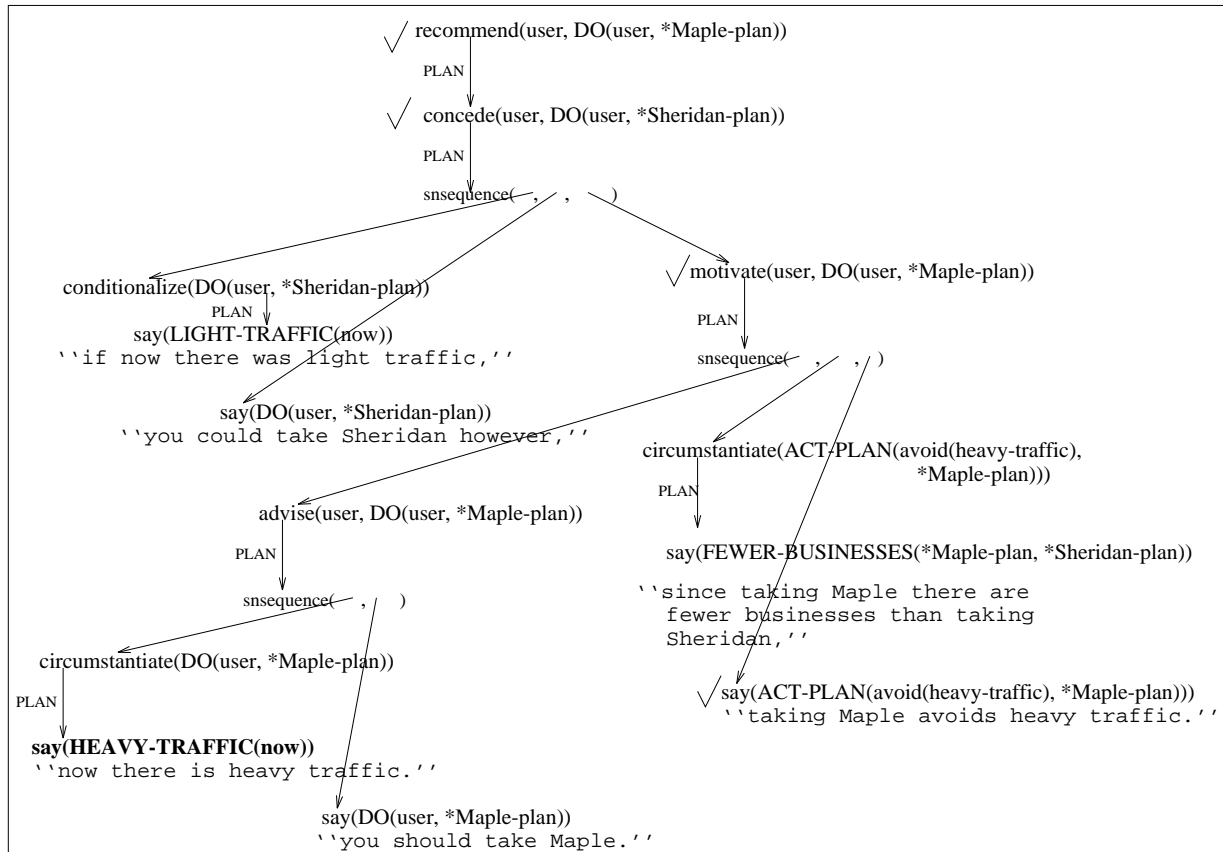 recommend(user, DO(user, *Maple-plan))
PLAN
concede(user, DO(user, *Sheridan-plan))
PLAN
snsequence( , , )
conditionalize(DO(user, *Sheridan-plan))
PLAN
say(LIGHT-TRAFFIC(now))
‘‘if now there was light traffic,’’
say(DO(user, *Sheridan-plan))
‘‘you could take Sheridan however,’’
motivate(user, DO(user, *Maple-plan))
PLAN
snsequence( , , )
advise(user, DO(user, *Maple-plan))
PLAN
snsequence( , )
circumstantiate(DO(user, *Maple-plan))
PLAN
say(HEAVY-TRAFFIC(now))
‘‘now there is heavy traffic.’’
say(DO(user, *Maple-plan))
‘‘you should take Maple.’’
circumstantiate(ACT-PLAN(avoid(heavy-traffic),
*Maple-plan)))
PLAN
say(FEWER-BUSINESSES(*Maple-plan, *Sheridan-plan))
‘‘since taking Maple there are
fewer businesses than taking
Sheridan,’’
say(ACT-PLAN(avoid(heavy-traffic), *Maple-plan)))
‘‘taking Maple avoids heavy traffic.’’